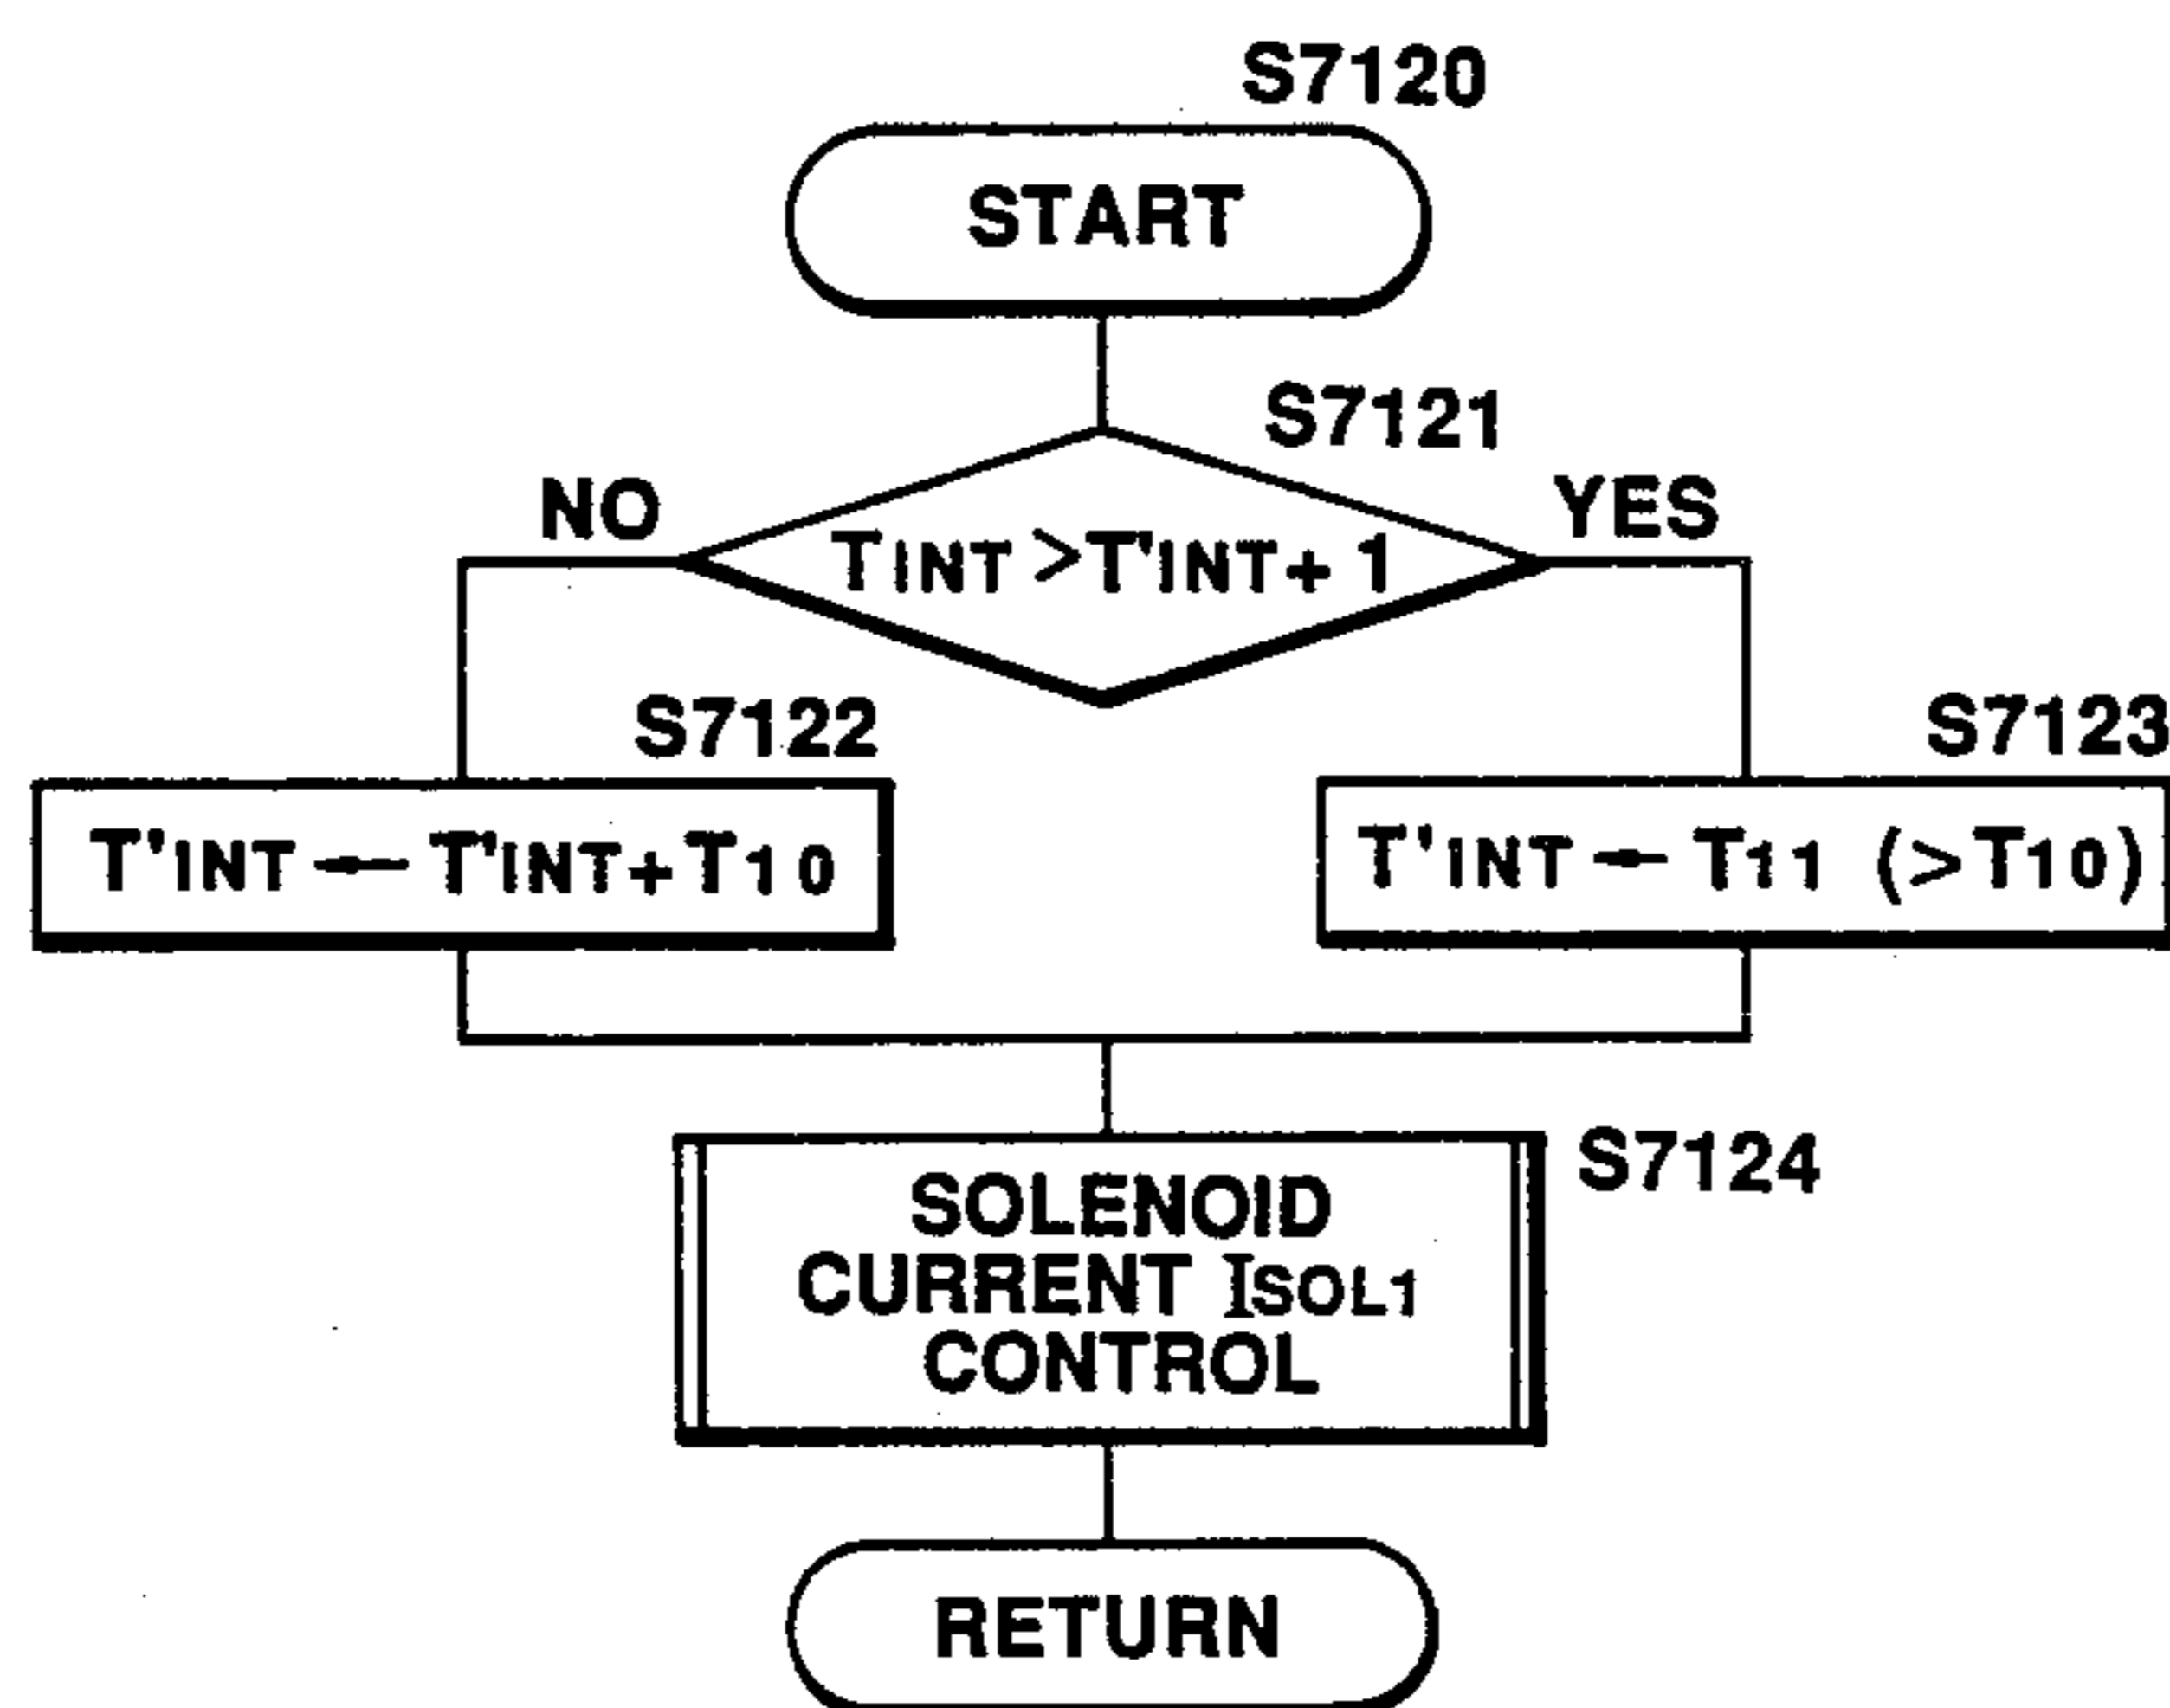 S7120
START
S7121
NO
YES
T INT > T' INT + 1
S7122
S7123
T' INT ← T' INT + T10
T' INT ← T11 (>T10)
SOLENOID
CURRENT ISOL1
CONTROL
S7124
RETURN